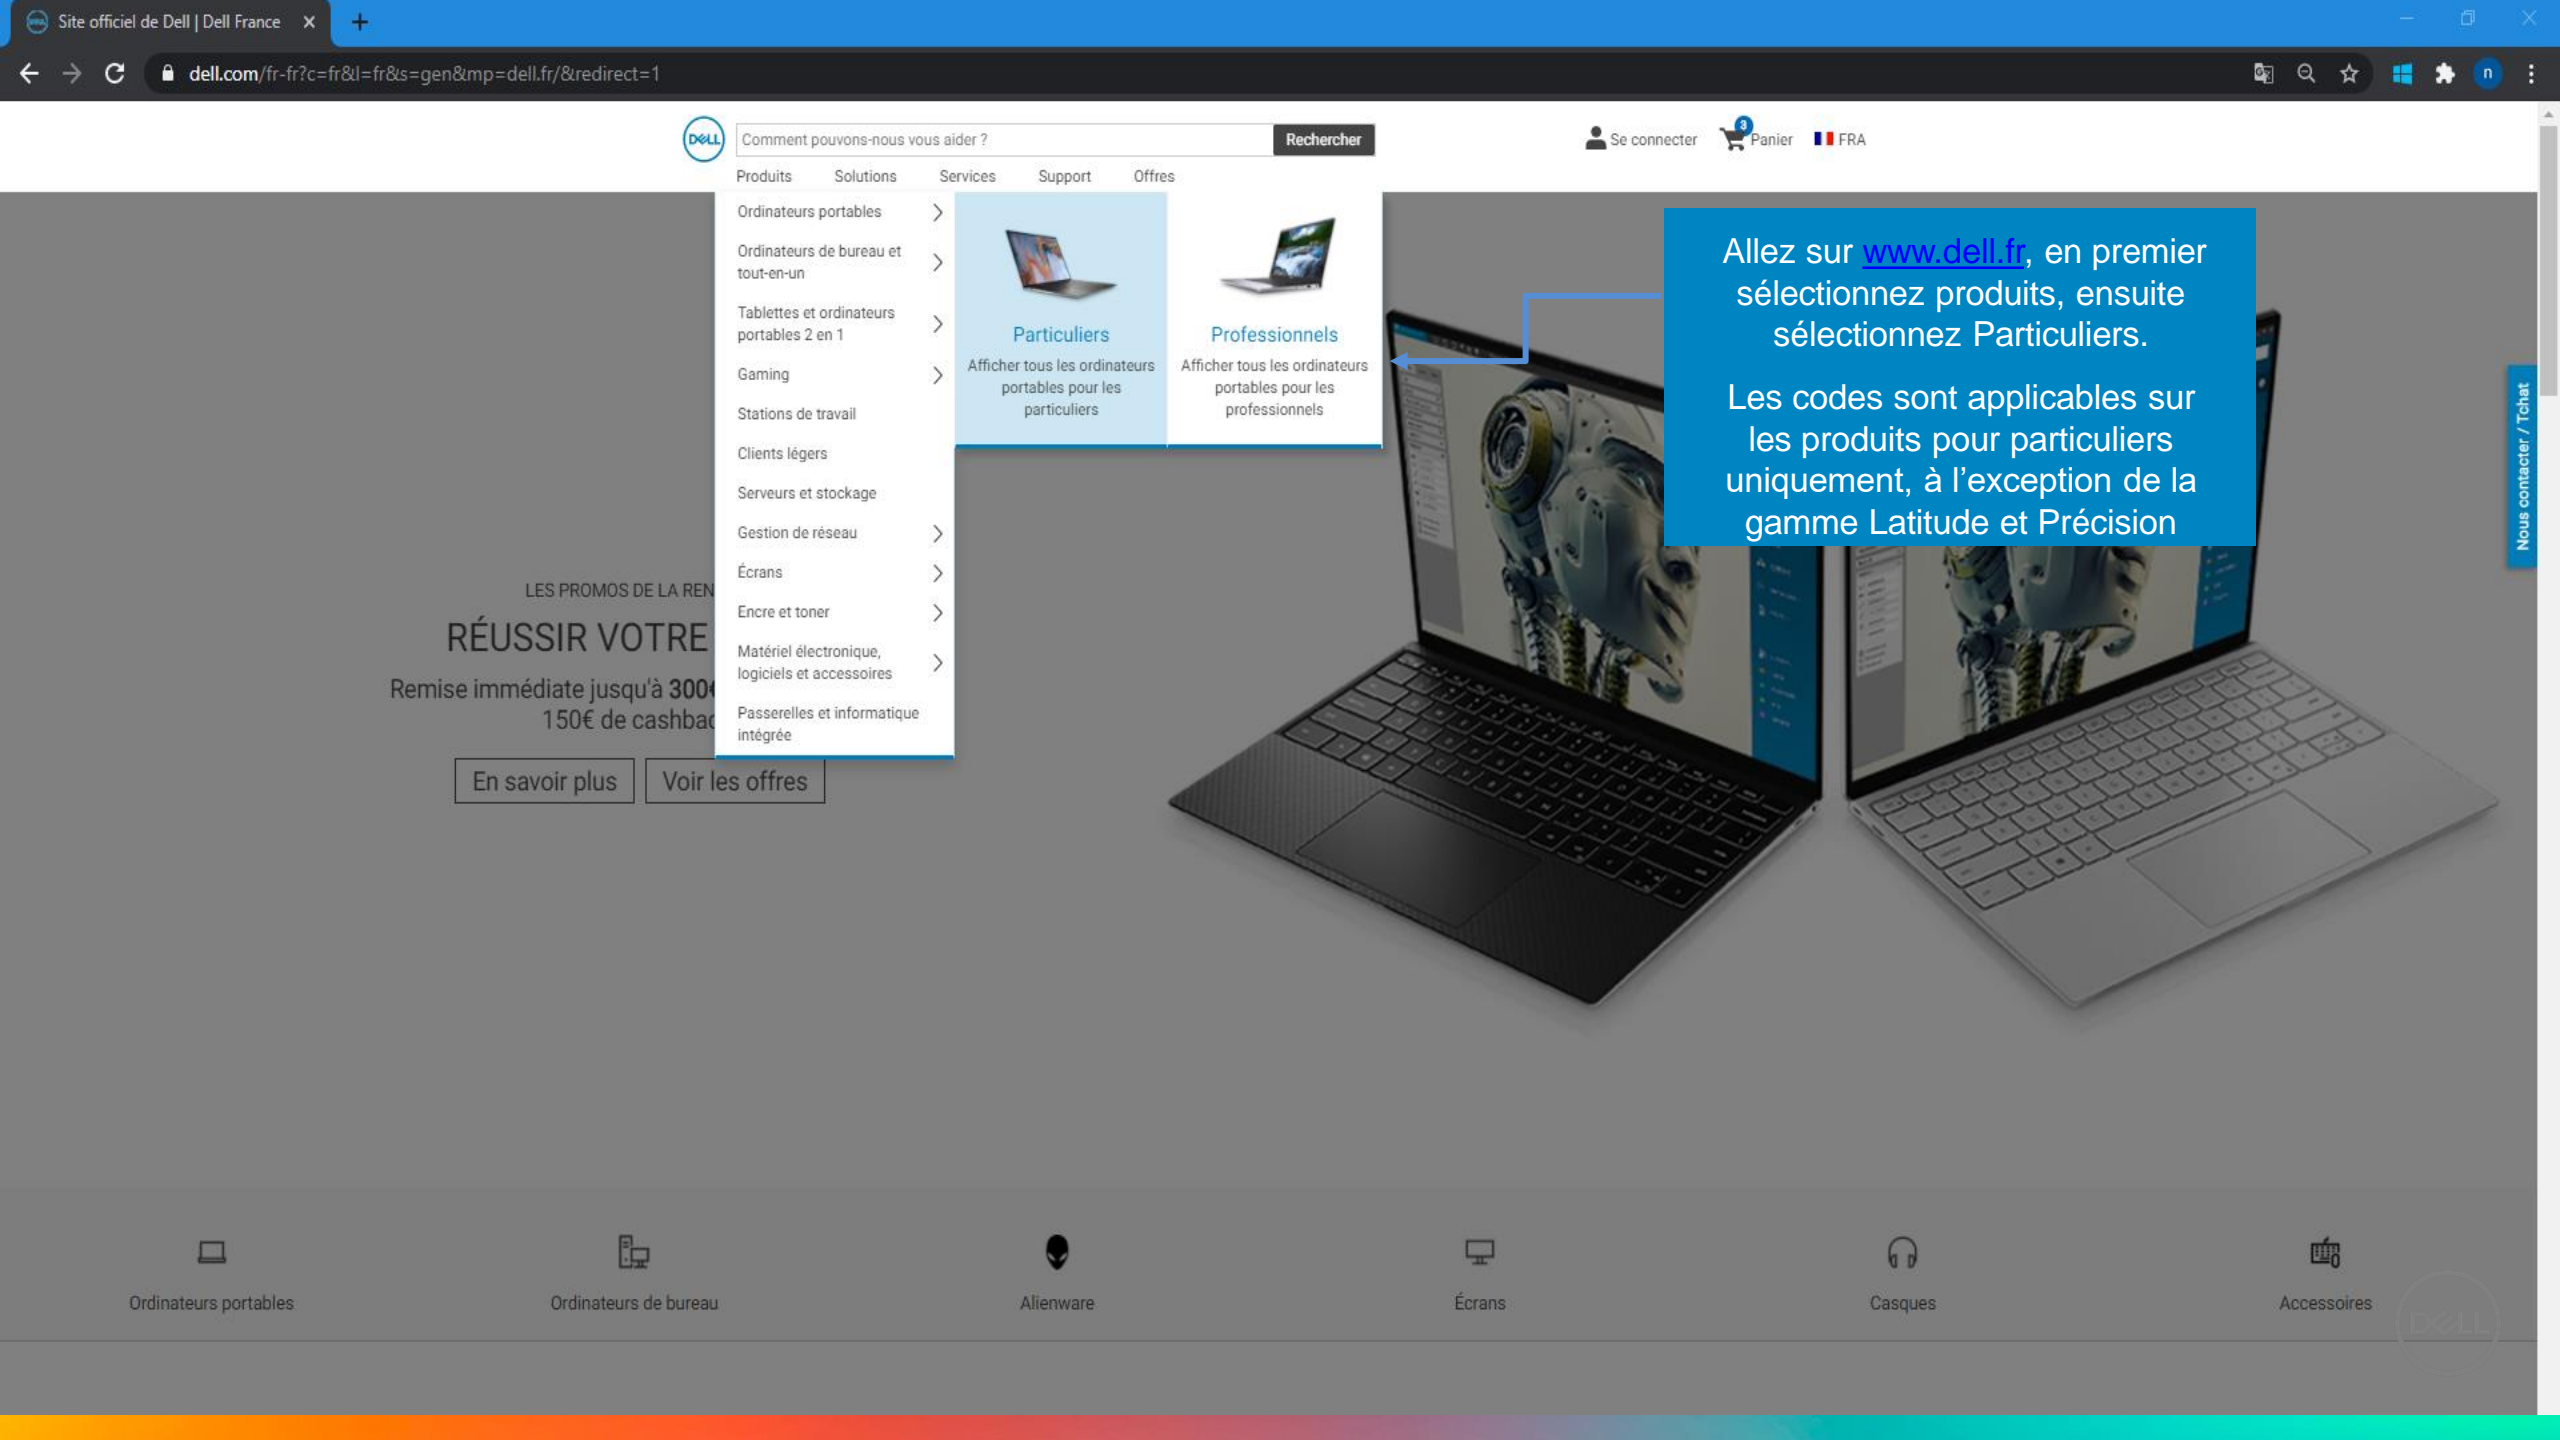 Site officiel de Dell | Dell France
dell.com/fr-fr?c=fr&l=fr&s=gen&mp=dell.fr/&redirect=1
n
DELL
Comment pouvons-nous vous aider ?
Rechercher
Se connecter
3
Panier
FRA
Produits
Solutions
Services
Support
Offres
Ordinateurs portables
Ordinateurs de bureau et
tout-en-un
Tablettes et ordinateurs
portables 2 en 1
Gaming
Stations de travail
Clients légers
Serveurs et stockage
Gestion de réseau
Écrans
Encre et toner
Matériel électronique,
logiciels et accessoires
Passerelles et informatique
intégrée
Particuliers
Afficher tous les ordinateurs
portables pour les
particuliers
Professionnels
Afficher tous les ordinateurs
portables pour les
professionnels
Allez sur www.dell.fr, en premier
sélectionnez produits, ensuite
sélectionnez Particuliers.
Les codes sont applicables sur
les produits pour particuliers
uniquement, à l’exception de la
gamme Latitude et Précision
Nous contacter / Tchat
LES PROMOS DE LA REN
RÉUSSIR VOTRE
Remise immédiate jusqu'à 300€
150€ de cashbac
En savoir plus
Voir les offres
Ordinateurs portables
Ordinateurs de bureau
Alienware
Écrans
Casques
Accessoires
DELL